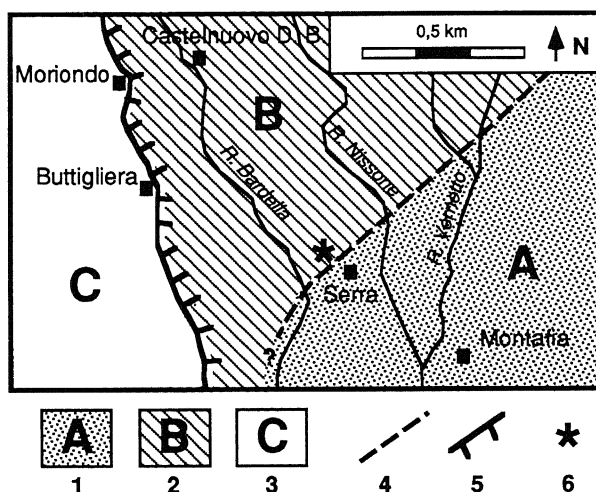 0,5 km
N
Castelnuovo D. B.
Moriondo
B
R. Nissone
R. Bardella
Buttigliera
R. Vernetto
C
A
Serra
?
Montafia
A
B
C
*
1
2
3
4
5
6